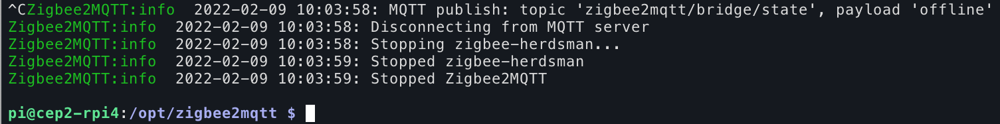 ^CZigbee2MQTT:info  2022-02-09 10:03:58: MQTT publish: topic 'zigbee2mqtt/bridge/state', payload 'offline'
Zigbee2MQTT:info  2022-02-09 10:03:58: Disconnecting from MQTT server
Zigbee2MQTT:info  2022-02-09 10:03:58: Stopping zigbee-herdsman...
Zigbee2MQTT:info  2022-02-09 10:03:59: Stopped zigbee-herdsman
Zigbee2MQTT:info  2022-02-09 10:03:59: Stopped Zigbee2MQTT
pi@cep2-rpi4:/opt/zigbee2mqtt $